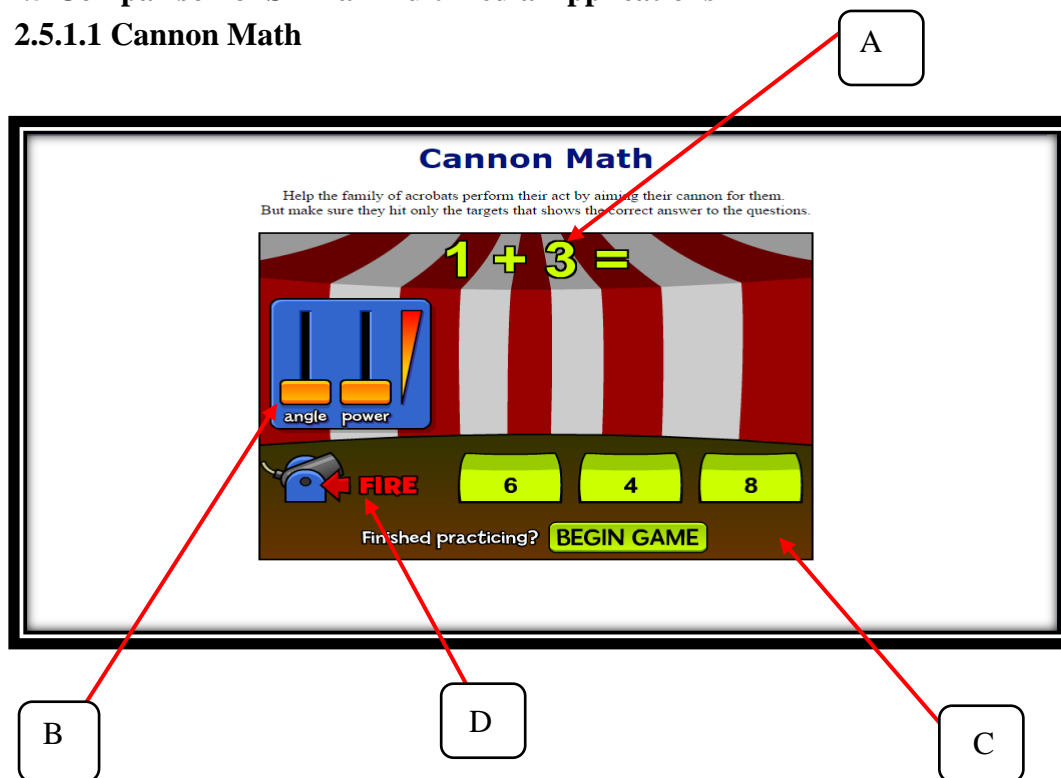 2.5.1.1 Cannon Math
A
Cannon Math
Help the family of acrobats perform their act by aiming their cannon for them.
But make sure they hit only the targets that shows the correct answer to the questions.
1 + 3 =
angle power
FIRE
6 4 8
Finished practicing? BEGIN GAME
B
D
C